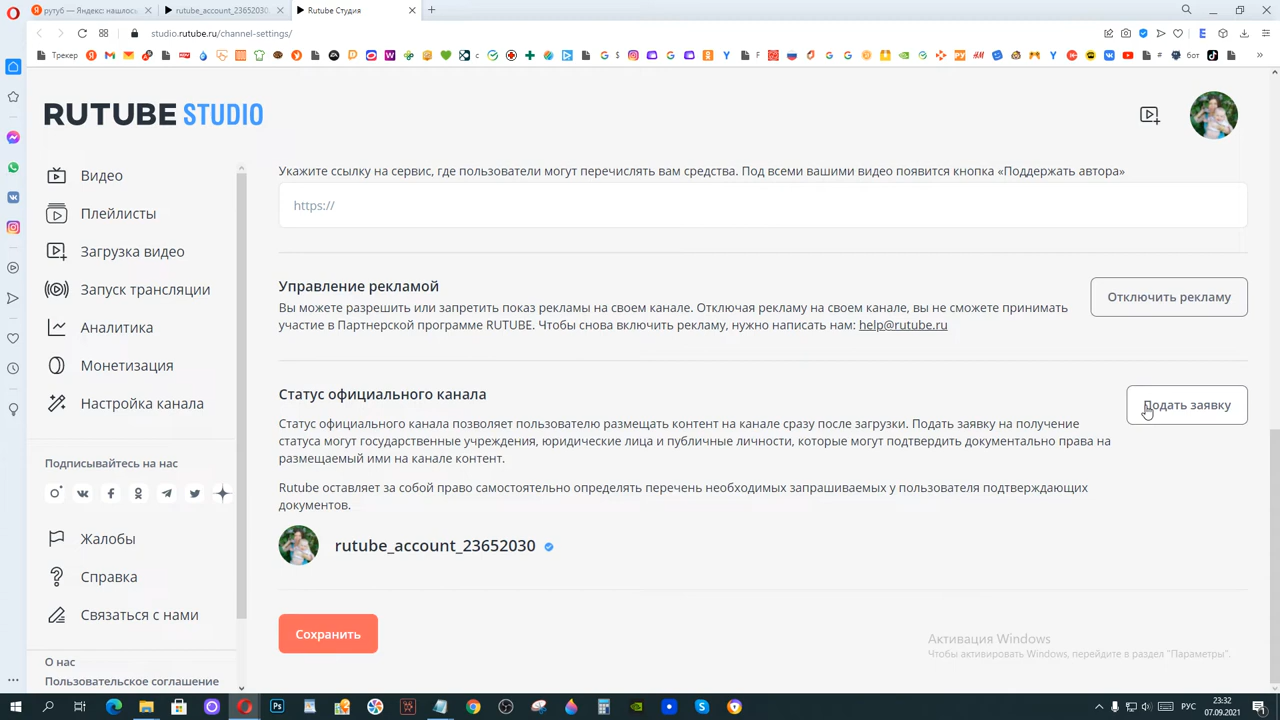 рутуб — Яндекс: нашлось
rutube_account_23652030
Rutube Студия
studio.rutube.ru/channel-settings/
Трекер
G S
F
бот
RUTUBE STUDIO
Видео
Плейлисты
Загрузка видео
Запуск трансляции
Аналитика
Монетизация
Настройка канала
Подписывайтесь на нас
Жалобы
Справка
Связаться с нами
О нас
Пользовательское соглашение
Укажите ссылку на сервис, где пользователи могут перечислять вам средства. Под всеми вашими видео появится кнопка «Поддержать автора»
https://
Управление рекламой
Вы можете разрешить или запретить показ рекламы на своем канале. Отключая рекламу на своем канале, вы не сможете принимать
участие в Партнерской программе RUTUBE. Чтобы снова включить рекламу, нужно написать нам: help@rutube.ru
Отключить рекламу
Статус официального канала
Подать заявку
Статус официального канала позволяет пользователю размещать контент на канале сразу после загрузки. Подать заявку на получение
статуса могут государственные учреждения, юридические лица и публичные личности, которые могут подтвердить документально права на
размещаемый ими на канале контент.
Rutube оставляет за собой право самостоятельно определять перечень необходимых запрашиваемых у пользователя подтверждающих
документов.
rutube_account_23652030
Сохранить
Активация Windows
Чтобы активировать Windows, перейдите в раздел "Параметры".
РУС
23:32
07.09.2021